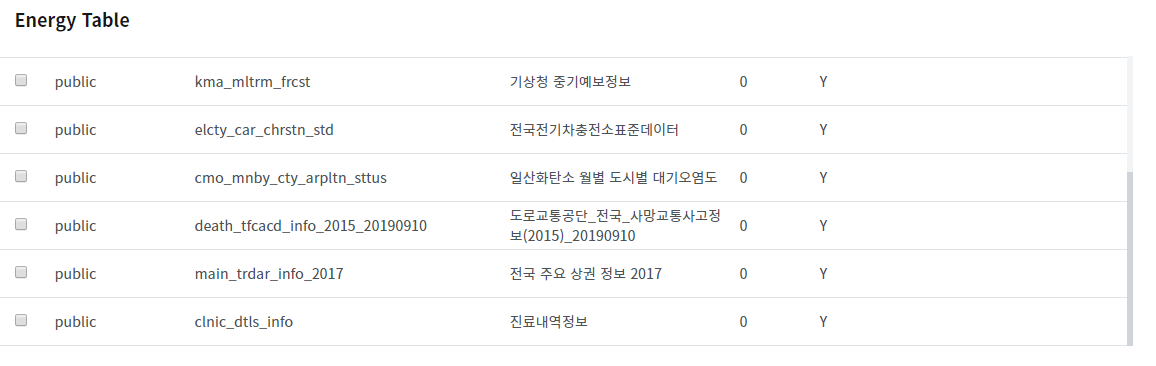 Energy Table
public kma_mltrm_frcst 기상청 중기예보정보 0 Y
public elcty_car_chrstn_std 전국전기차충전소표준데이터 0 Y
public cmo_mnby_cty_arpltn_sttus 일산화탄소 월별 도시별 대기오염도 0 Y
public death_tfcacd_info_2015_20190910 도로교통공단_전국_사망교통사고정 0 Y
보(2015)_20190910
public main_trdar_info_2017 전국 주요 상권 정보 2017 0 Y
public clnic_dtls_info 진료내역정보 0 Y